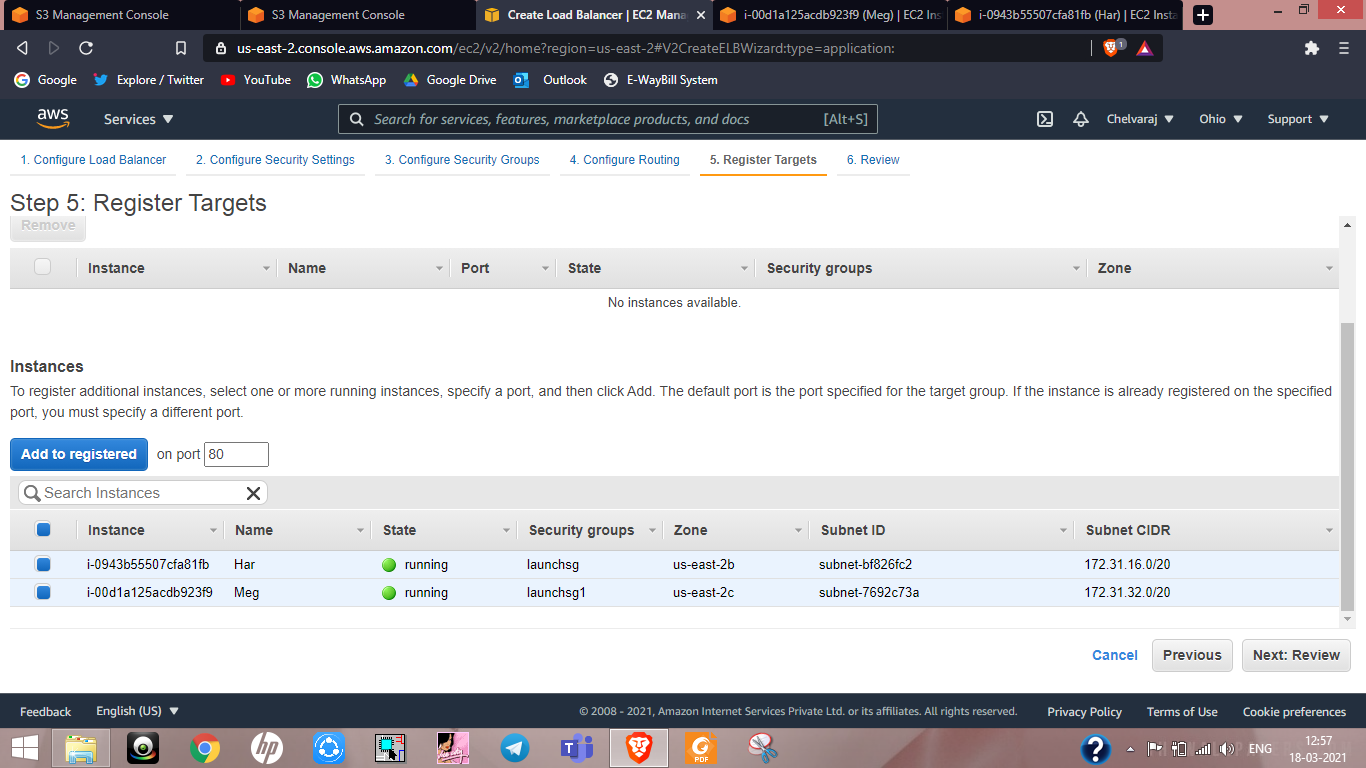 S3 Management Console
S3 Management Console
Create Load Balancer | EC2 Mana
i-00d1a125acdb923f9 (Meg) | EC2 Ins
i-0943b55507cfa81fb (Har) | EC2 Insta
us-east-2.console.aws.amazon.com/ec2/v2/home?region=us-east-2#V2CreateELBWizard:type=application:
1
Google
Explore / Twitter
YouTube
WhatsApp
Google Drive
Outlook
E-WayBill System
aws
Services
Search for services, features, marketplace products, and docs
[Alt+S]
Chelvaraj
Ohio
Support
1. Configure Load Balancer
2. Configure Security Settings
3. Configure Security Groups
4. Configure Routing
5. Register Targets
6. Review
Step 5: Register Targets
Remove
Instance Name Port State Security groups Zone
No instances available.
Instances
To register additional instances, select one or more running instances, specify a port, and then click Add. The default port is the port specified for the target group. If the instance is already registered on the specified
port, you must specify a different port.
Add to registered on port 80
Search Instances
Instance Name State Security groups Zone Subnet ID Subnet CIDR
i-0943b55507cfa81fb Har running launchsg us-east-2b subnet-bf826fc2 172.31.16.0/20
i-00d1a125acdb923f9 Meg running launchsg1 us-east-2c subnet-7692c73a 172.31.32.0/20
Cancel
Previous
Next: Review
Feedback
English (US)
© 2008 - 2021, Amazon Internet Services Private Ltd. or its affiliates. All rights reserved.
Privacy Policy
Terms of Use
Cookie preferences
hp
PDF
ENG
12:57
18-03-2021